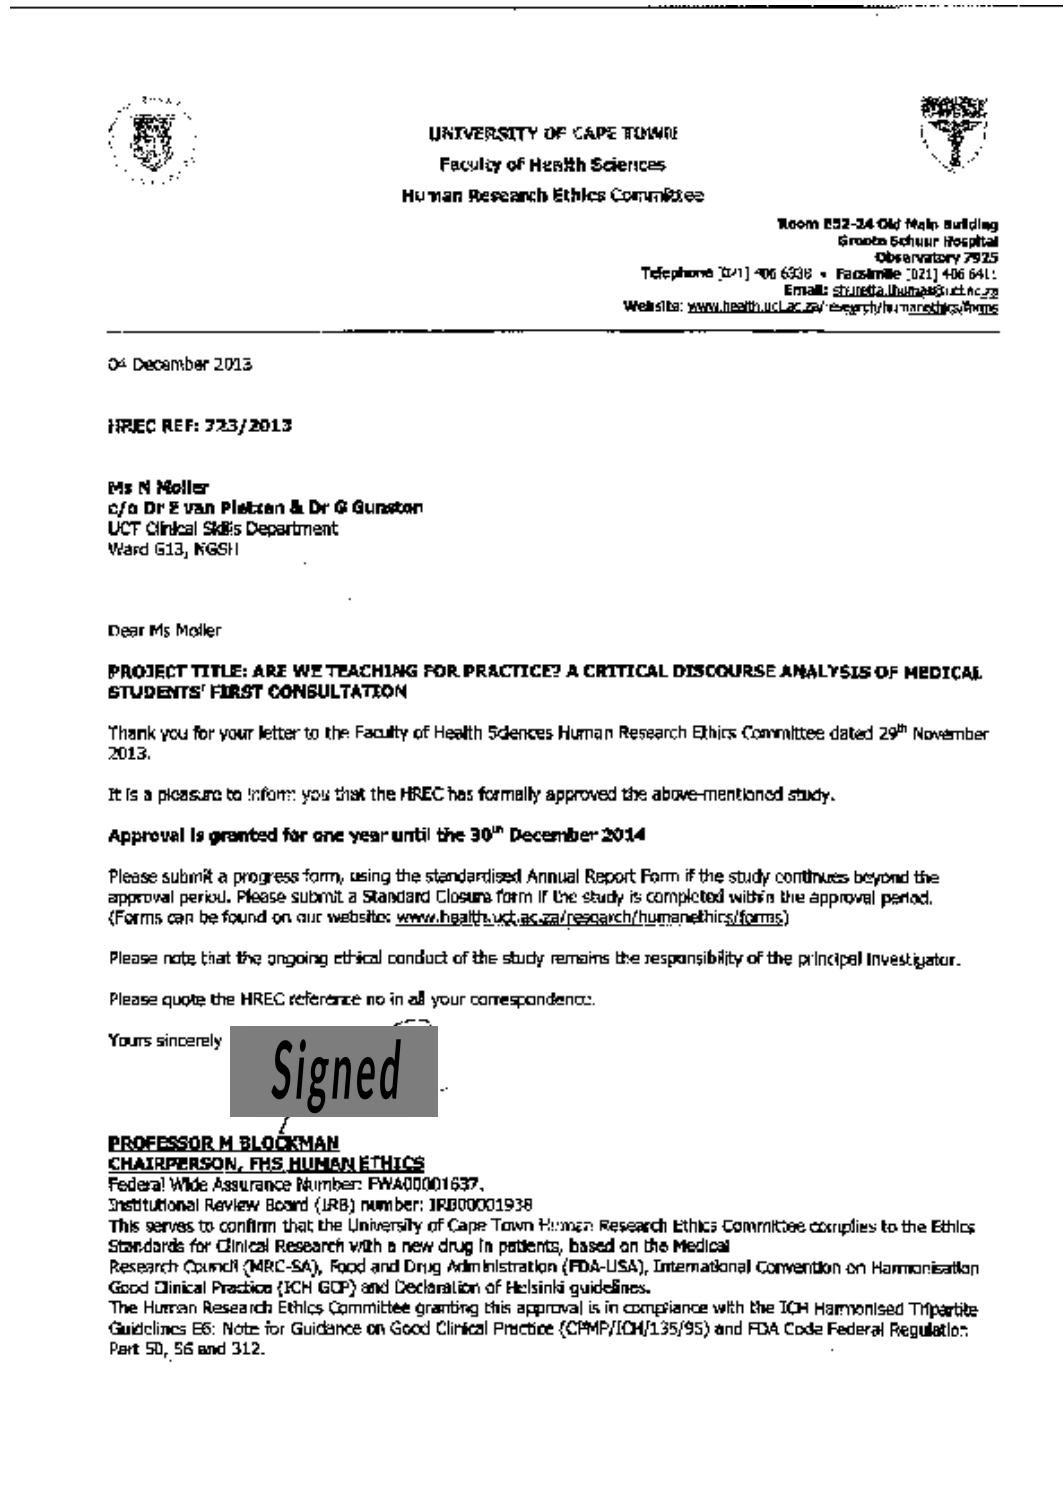 UNIVERSITY OF CAPE TOWN
Faculty of Health Sciences
Human Research Ethics Committee
Room E52-24 Old Main Building
Groote Schuur Hospital
Observatory 7925
Telephone [021] 406 6338 • Facsimile [021] 406 6411
Email:
Website: www.health.uct.ac.za/research/humanethics/forms
04 December 2013
HREC REF: 723/2013
Ms N Moller
c/o Dr E van Pletzen & Dr G Gunston
UCT Clinical Skills Department
Ward G13, NGSH
Dear Ms Moller
PROJECT TITLE: ARE WE TEACHING FOR PRACTICE? A CRITICAL DISCOURSE ANALYSIS OF MEDICAL
STUDENTS' FIRST CONSULTATION
Thank you for your letter to the Faculty of Health Sciences Human Research Ethics Committee dated 29th November
2013.
It is a pleasure to inform you that the HREC has formally approved the above-mentioned study.
Approval is granted for one year until the 30th December 2014
Please submit a progress form, using the standardised Annual Report Form if the study continues beyond the
approval period. Please submit a Standard Closure form if the study is completed within the approval period.
(Forms can be found on our website: www.health.uct.ac.za/research/humanethics/forms)
Please note that the ongoing ethical conduct of the study remains the responsibility of the principal investigator.
Please quote the HREC reference no in all your correspondence.
Yours sincerely
Signed
PROFESSOR M BLOCKMAN
CHAIRPERSON, FHS HUMAN ETHICS
Federal Wide Assurance Number: FWA00001637.
Institutional Review Board (IRB) number: IRB00001938
This serves to confirm that the University of Cape Town Human Research Ethics Committee complies to the Ethics
Standards for Clinical Research with a new drug in patients, based on the Medical
Research Council (MRC-SA), Food and Drug Administration (FDA-USA), International Convention on Harmonisation
Good Clinical Practice (ICH GCP) and Declaration of Helsinki guidelines.
The Human Research Ethics Committee granting this approval is in compliance with the ICH Harmonised Tripartite
Guidelines E6: Note for Guidance on Good Clinical Practice (CPMP/ICH/135/95) and FDA Code Federal Regulation
Part 50, 56 and 312.